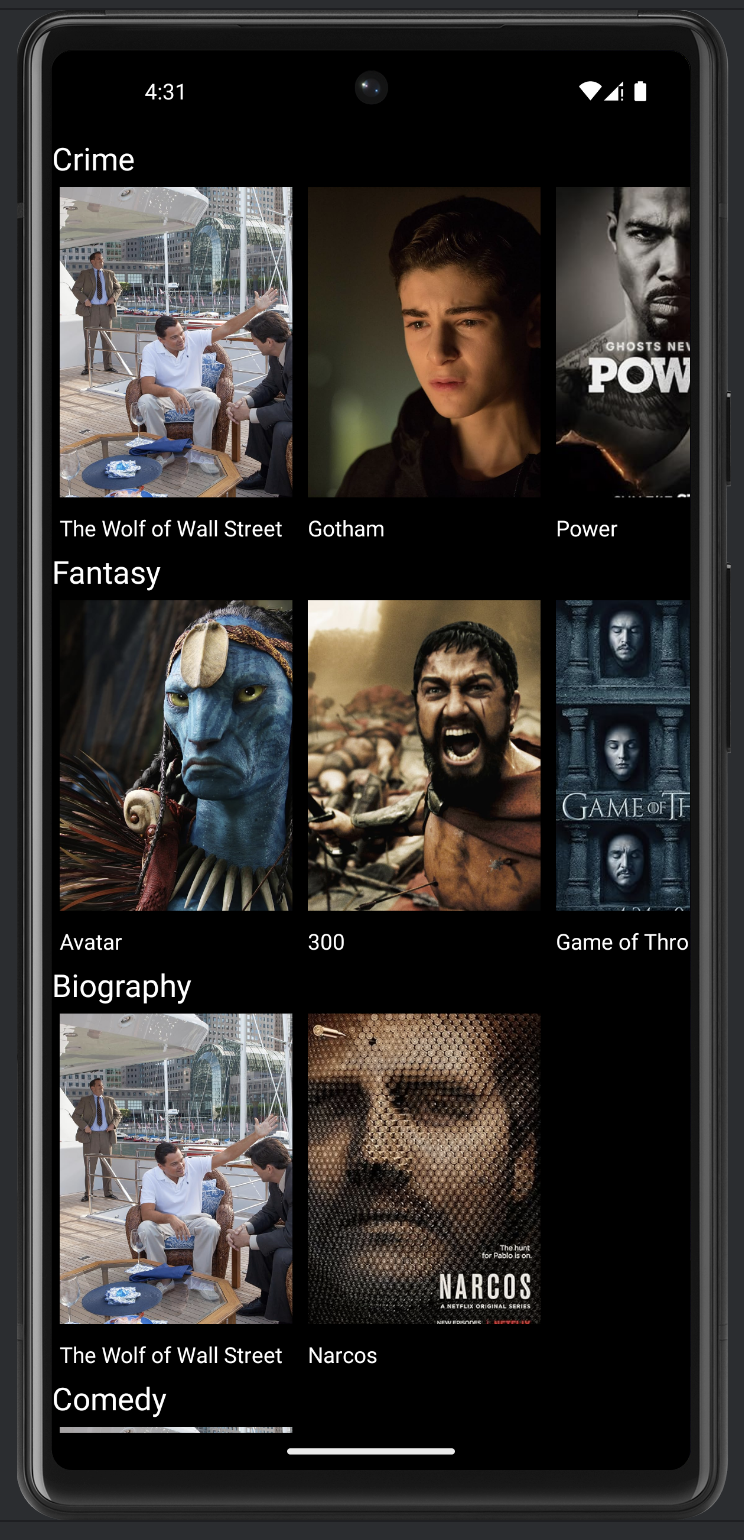 4:31
Crime
GHOSTS NEV
POW
The Wolf of Wall Street
Gotham
Power
Fantasy
GAME OF TH
Avatar
300
Game of Thro
Biography
The hunt
for Pablo is on.
NARCOS
A NETFLIX ORIGINAL SERIES
NEW EPISODES NETFLIX
The Wolf of Wall Street
Narcos
Comedy